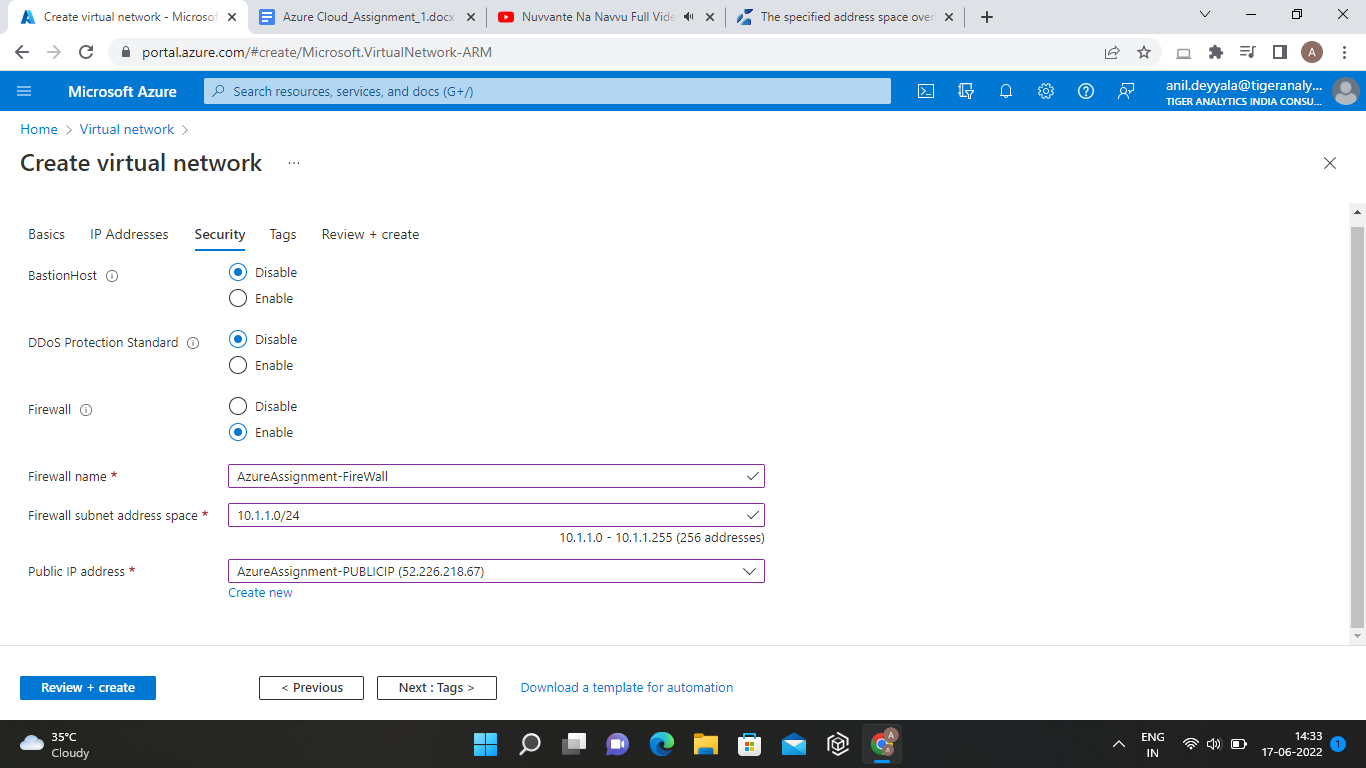 Create virtual network - Microsof
Azure Cloud_Assignment_1.docx
Nuvvante Na Navvu Full Vide
The specified address space over
portal.azure.com/#create/Microsoft.VirtualNetwork-ARM
A
Microsoft Azure
Search resources, services, and docs (G+/)
anil.deyyala@tigeranaly...
TIGER ANALYTICS INDIA CONSU...
Home > Virtual network >
Create virtual network ...
Basics
IP Addresses
Security
Tags
Review + create
BastionHost
Disable
Enable
DDoS Protection Standard
Disable
Enable
Firewall
Disable
Enable
Firewall name *
AzureAssignment-FireWall
Firewall subnet address space *
10.1.1.0/24
10.1.1.0 - 10.1.1.255 (256 addresses)
Public IP address *
AzureAssignment-PUBLICIP (52.226.218.67)
Create new
Review + create
< Previous
Next : Tags >
Download a template for automation
35°C
Cloudy
A
A
ENG
IN
14:33
17-06-2022
1